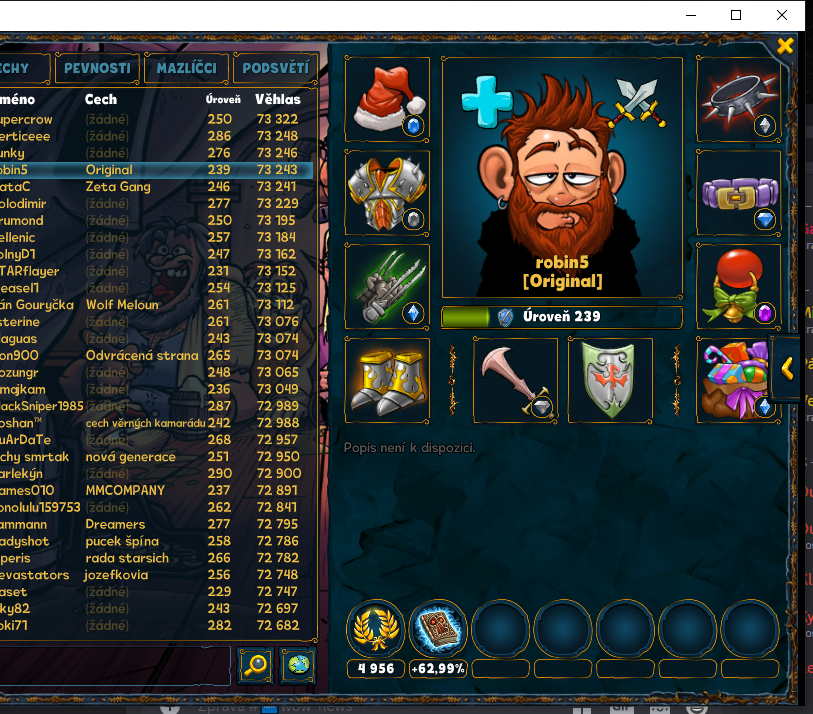 ECHY PEVNOSTI MAZLÍČCI PODSVĚTÍ
méno Cech Úroveň Věhlas
upercrow (žádné) 250 73 322
erticeee (žádné) 286 73 248
unky (žádné) 276 73 246
obin5 Original 239 73 243
ataC Zeta Gang 246 73 241
olodimir (žádné) 277 73 229
rumond (žádné) 250 73 195
ellenic (žádné) 257 73 184
olnyD1 (žádné) 247 73 162
TARflayer (žádné) 231 73 152
easel1 (žádné) 254 73 125
án Gouryčka Wolf Meloun 261 73 112
sterine (žádné) 261 73 076
laguas (žádné) 243 73 074
on900 Odvrácená strana 265 73 074
ozungr (žádné) 248 73 065
majkam (žádné) 236 73 049
lackSniper1985 (žádné) 287 72 989
oshan™ cech věrných kamarádu 242 72 988
uArDaTe (žádné) 268 72 957
chy smrtak nová generace 251 72 950
arlekýn (žádné) 290 72 900
ames010 MMCOMPANY 237 72 891
onolulu159753 (žádné) 262 72 841
ammann Dreamers 277 72 795
adyshot pucek špína 258 72 786
peris rada starsich 266 72 782
evastators jozefkovia 256 72 748
aset (žádné) 229 72 747
ky82 (žádné) 243 72 697
oki71 (žádné) 282 72 682
robin5
[Original]
Úroveň 239
Popis není k dispozici.
4 956 +62,99%
Zpráva # wow-news